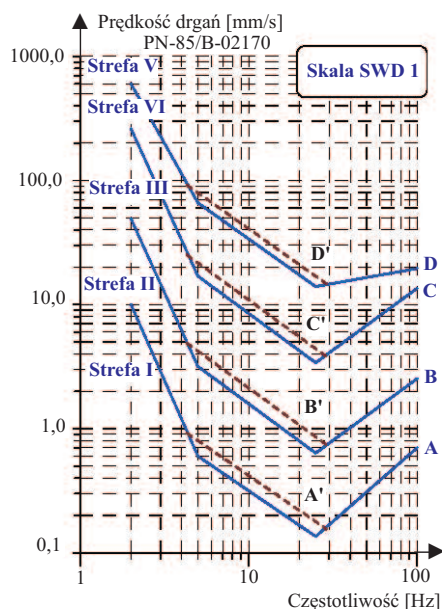 Prędkość drgań [mm/s]
PN-85/B-02170
1000,0
Strefa V
Skala SWD 1
Strefa VI
100,0
Strefa III
D'
D
10,0
C'
C
Strefa II
B
Strefa I
B'
1,0
A
A'
0,1
1
10
100
Częstotliwość [Hz]